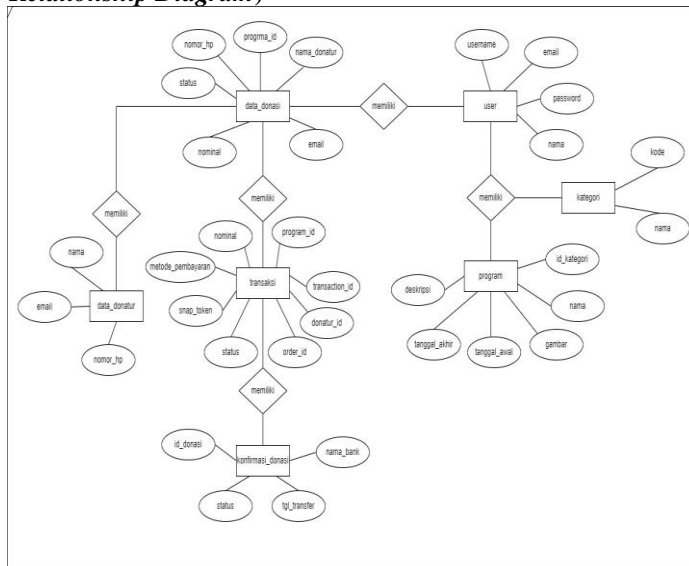 Relationship Diagram)
progrma_id
nomor_hp
nama_donatur
status
data_donasi
nominal
email
memiliki
username
email
user
password
nama
memiliki
kategori
kode
nama
memiliki
nama
email
data_donatur
nomor_hp
memiliki
nominal
program_id
metode_pembayaran
transaksi
transaction_id
snap_token
donatur_id
status
order_id
program
id_kategori
deskripsi
nama
tanggal_akhir
tanggal_awal
gambar
memiliki
id_donasi
konfirmasi_donasi
nama_bank
status
tgl_transfer